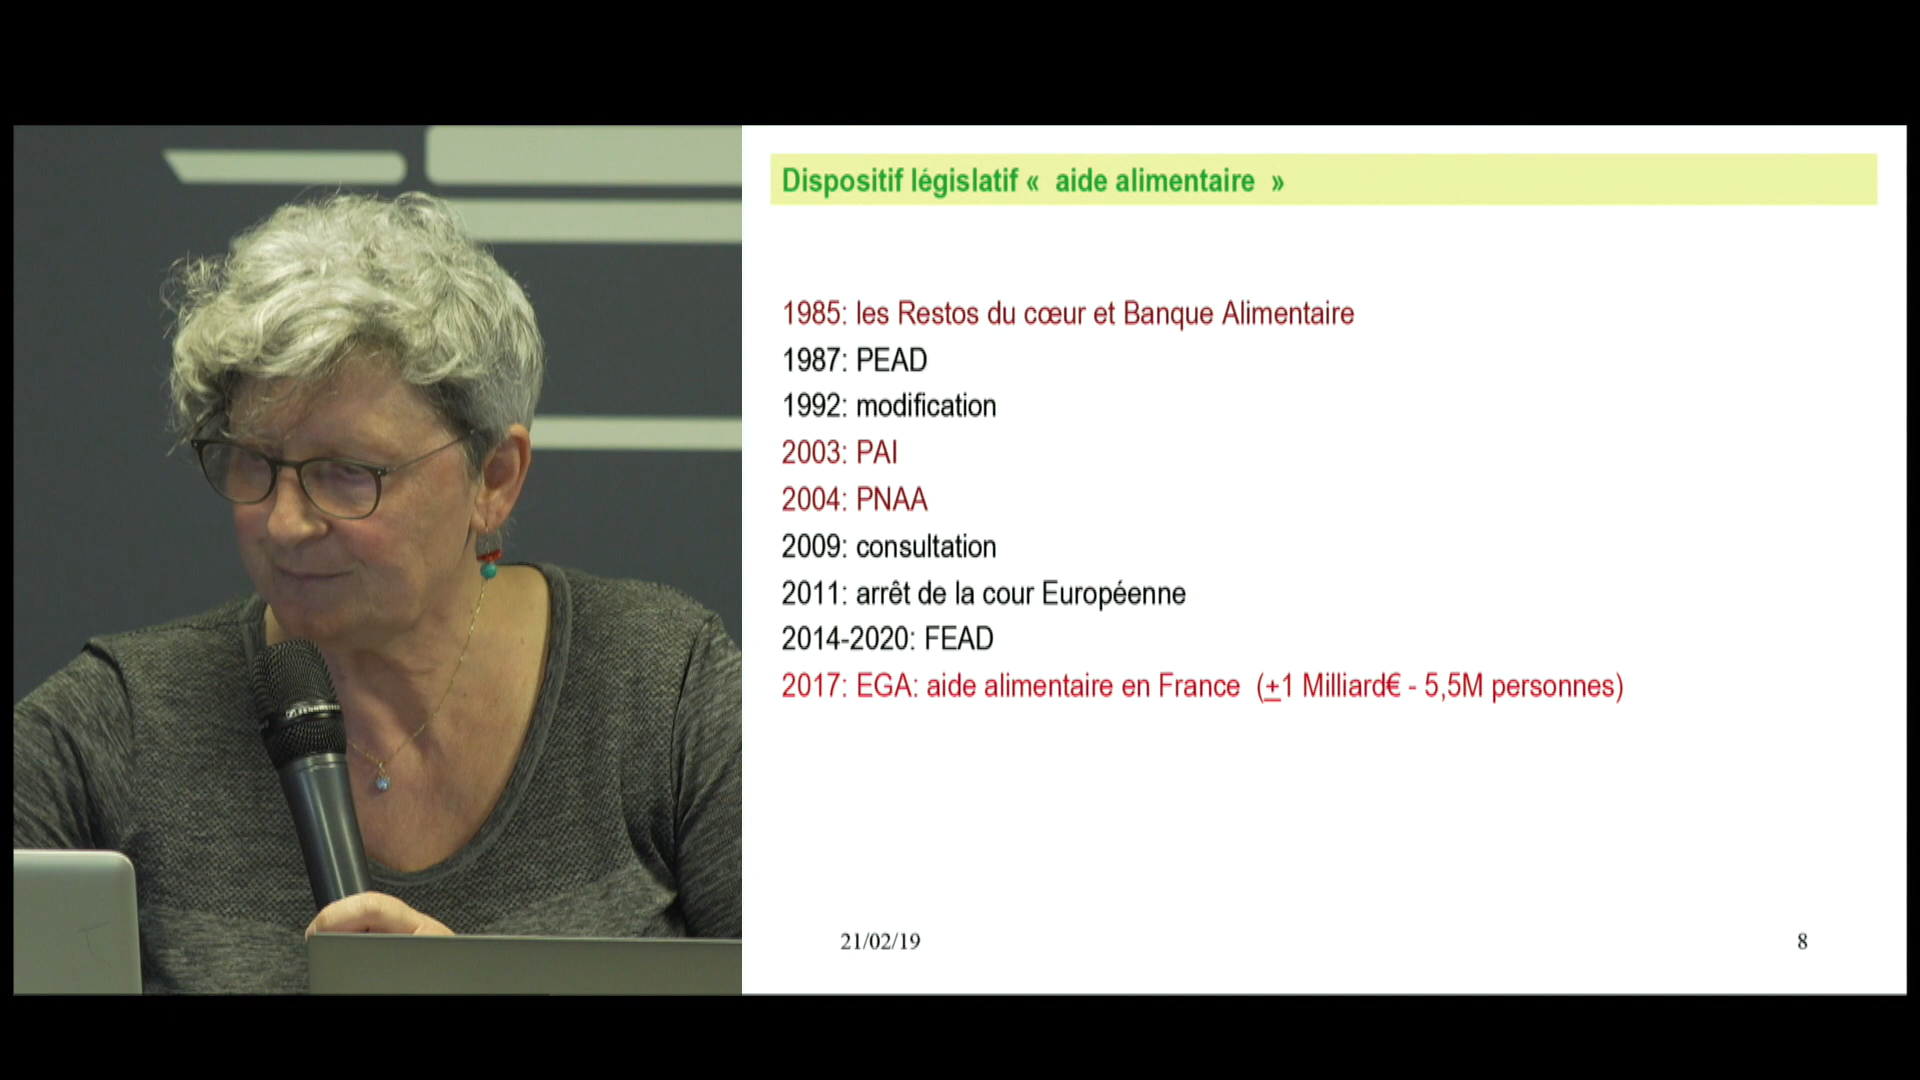 Dispositif législatif «  aide alimentaire  »
1985: les Restos du cœur et Banque Alimentaire
1987: PEAD
1992: modification
2003: PAI
2004: PNAA
2009: consultation
2011: arrêt de la cour Européenne
2014-2020: FEAD
2017: EGA: aide alimentaire en France  (±1 Milliard€ - 5,5M personnes)
21/02/19
8
SENNHEISER